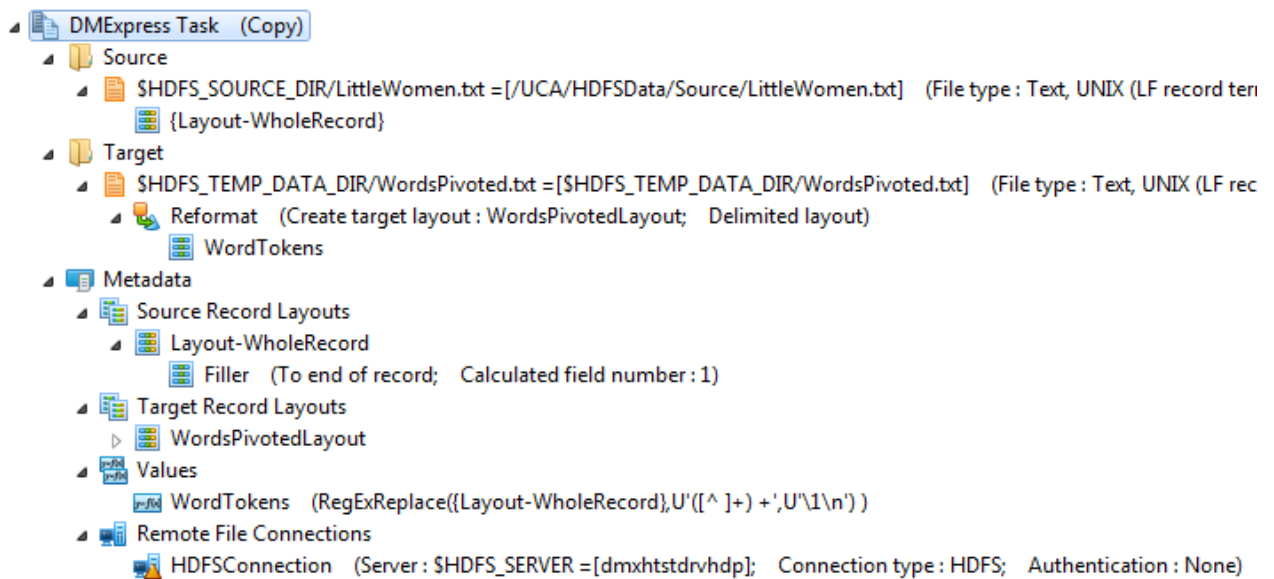 DMExpress Task (Copy)
Source
$HDFS_SOURCE_DIR/LittleWomen.txt =[/UCA/HDFSData/Source/LittleWomen.txt] (File type : Text, UNIX (LF record
Target
$HDFS_TEMP_DATA_DIR/WordsPivoted.txt =[$HDFS_TEMP_DATA_DIR/WordsPivoted.txt] (File type : Text, UNIX (LF
Reformat (Create target layout : WordsPivotedLayout; Delimited layout)
WordTokens
Metadata
Source Record Layouts
Layout-WholeRecord
Filler (To end of record; Calculated field number : 1)
{Layout-WholeRecord}
Target Record Layouts
WordsPivotedLayout
Values
WordTokens (RegExReplace({Layout-WholeRecord},U'([^ ]+) +',U'\1\n') )
Remote File Connections
HDFSConnection (Server : $HDFS_SERVER =[dmxhtstdrvhdp]; Connection type : HDFS; Authentication : None)